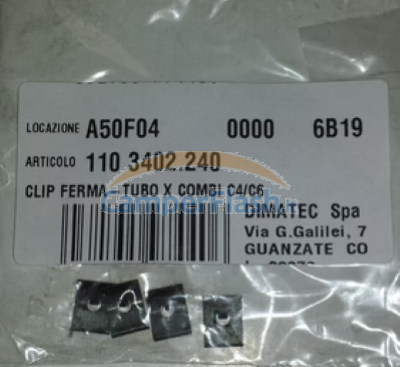 LOCAZIONE A50F04 0000 6B19
ARTICOLO 110 3402.240
CLIP FERMA - TUBO X COMBI C4/C6
CamperFlash
DIMATEC Spa
Via G.Galilei, 7
GUANZATE CO